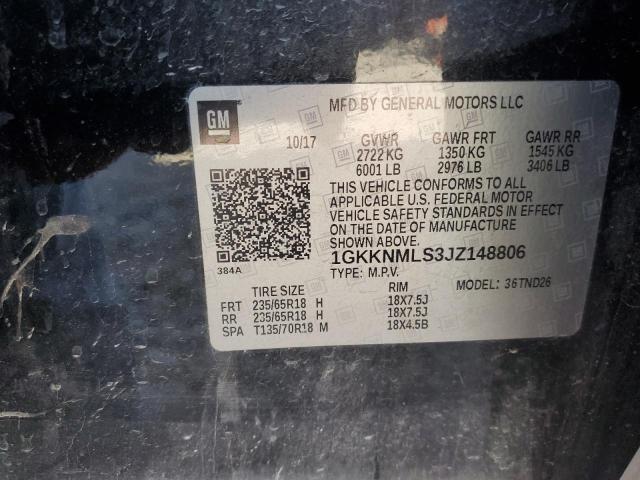 GM
MFD BY GENERAL MOTORS LLC
10/17
GVWR GAWR FRT GAWR RR
2722 KG 1350 KG 1545 KG
6001 LB 2976 LB 3406 LB
THIS VEHICLE CONFORMS TO ALL
APPLICABLE U.S. FEDERAL MOTOR
VEHICLE SAFETY STANDARDS IN EFFECT
ON THE DATE OF MANUFACTURE
SHOWN ABOVE.
384A
1GKKNMLS3JZ148806
TYPE: M.P.V. MODEL: 36TND26
TIRE SIZE RIM
FRT 235/65R18 H 18X7.5J
RR 235/65R18 H 18X7.5J
SPA T135/70R18 M 18X4.5B